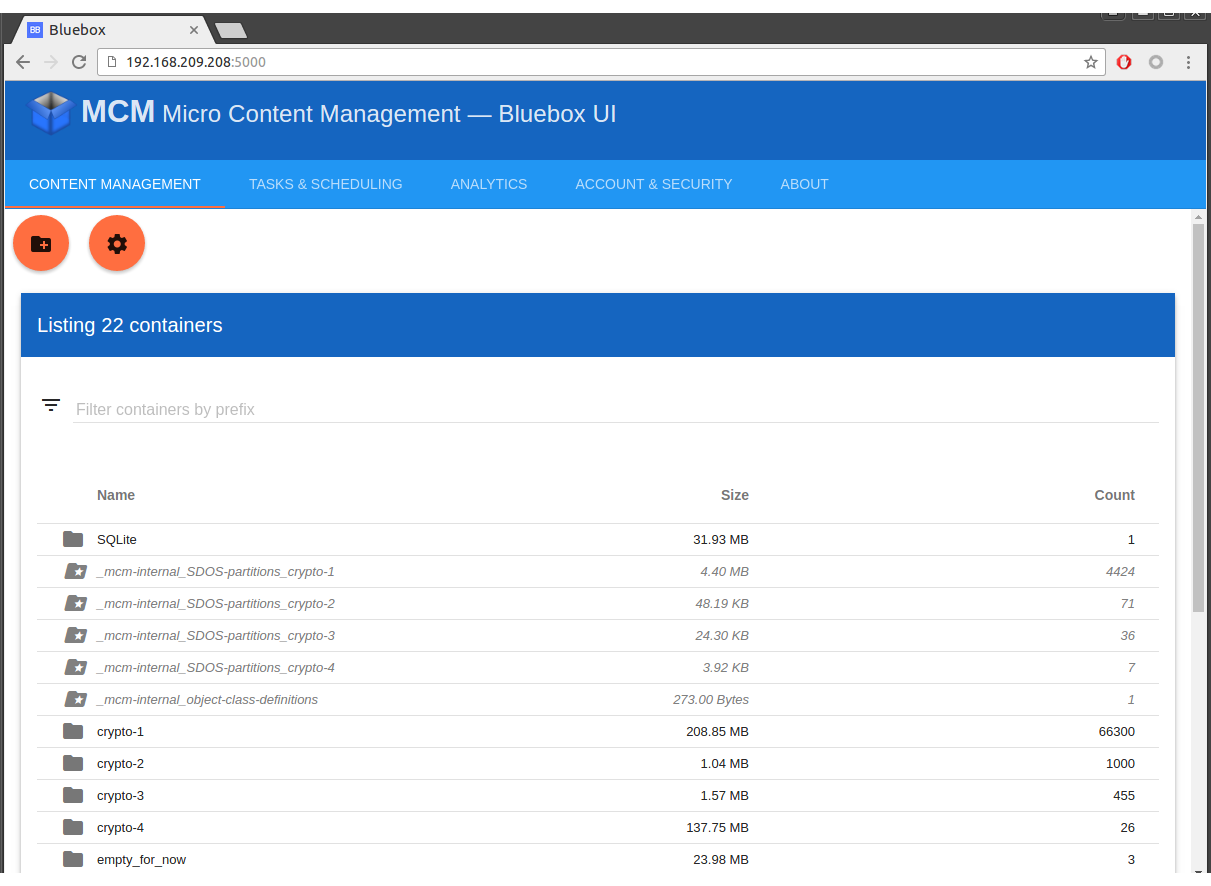 BB Bluebox
192.168.209.208:5000
MCM Micro Content Management — Bluebox UI
CONTENT MANAGEMENT TASKS & SCHEDULING ANALYTICS ACCOUNT & SECURITY ABOUT
Listing 22 containers
Filter containers by prefix
Name Size Count
SQLite 31.93 MB 1
_mcm-internal_SDOS-partitions_crypto-1 4.40 MB 4424
_mcm-internal_SDOS-partitions_crypto-2 48.19 KB 71
_mcm-internal_SDOS-partitions_crypto-3 24.30 KB 36
_mcm-internal_SDOS-partitions_crypto-4 3.92 KB 7
_mcm-internal_object-class-definitions 273.00 Bytes 1
crypto-1 208.85 MB 66300
crypto-2 1.04 MB 1000
crypto-3 1.57 MB 455
crypto-4 137.75 MB 26
empty_for_now 23.98 MB 3